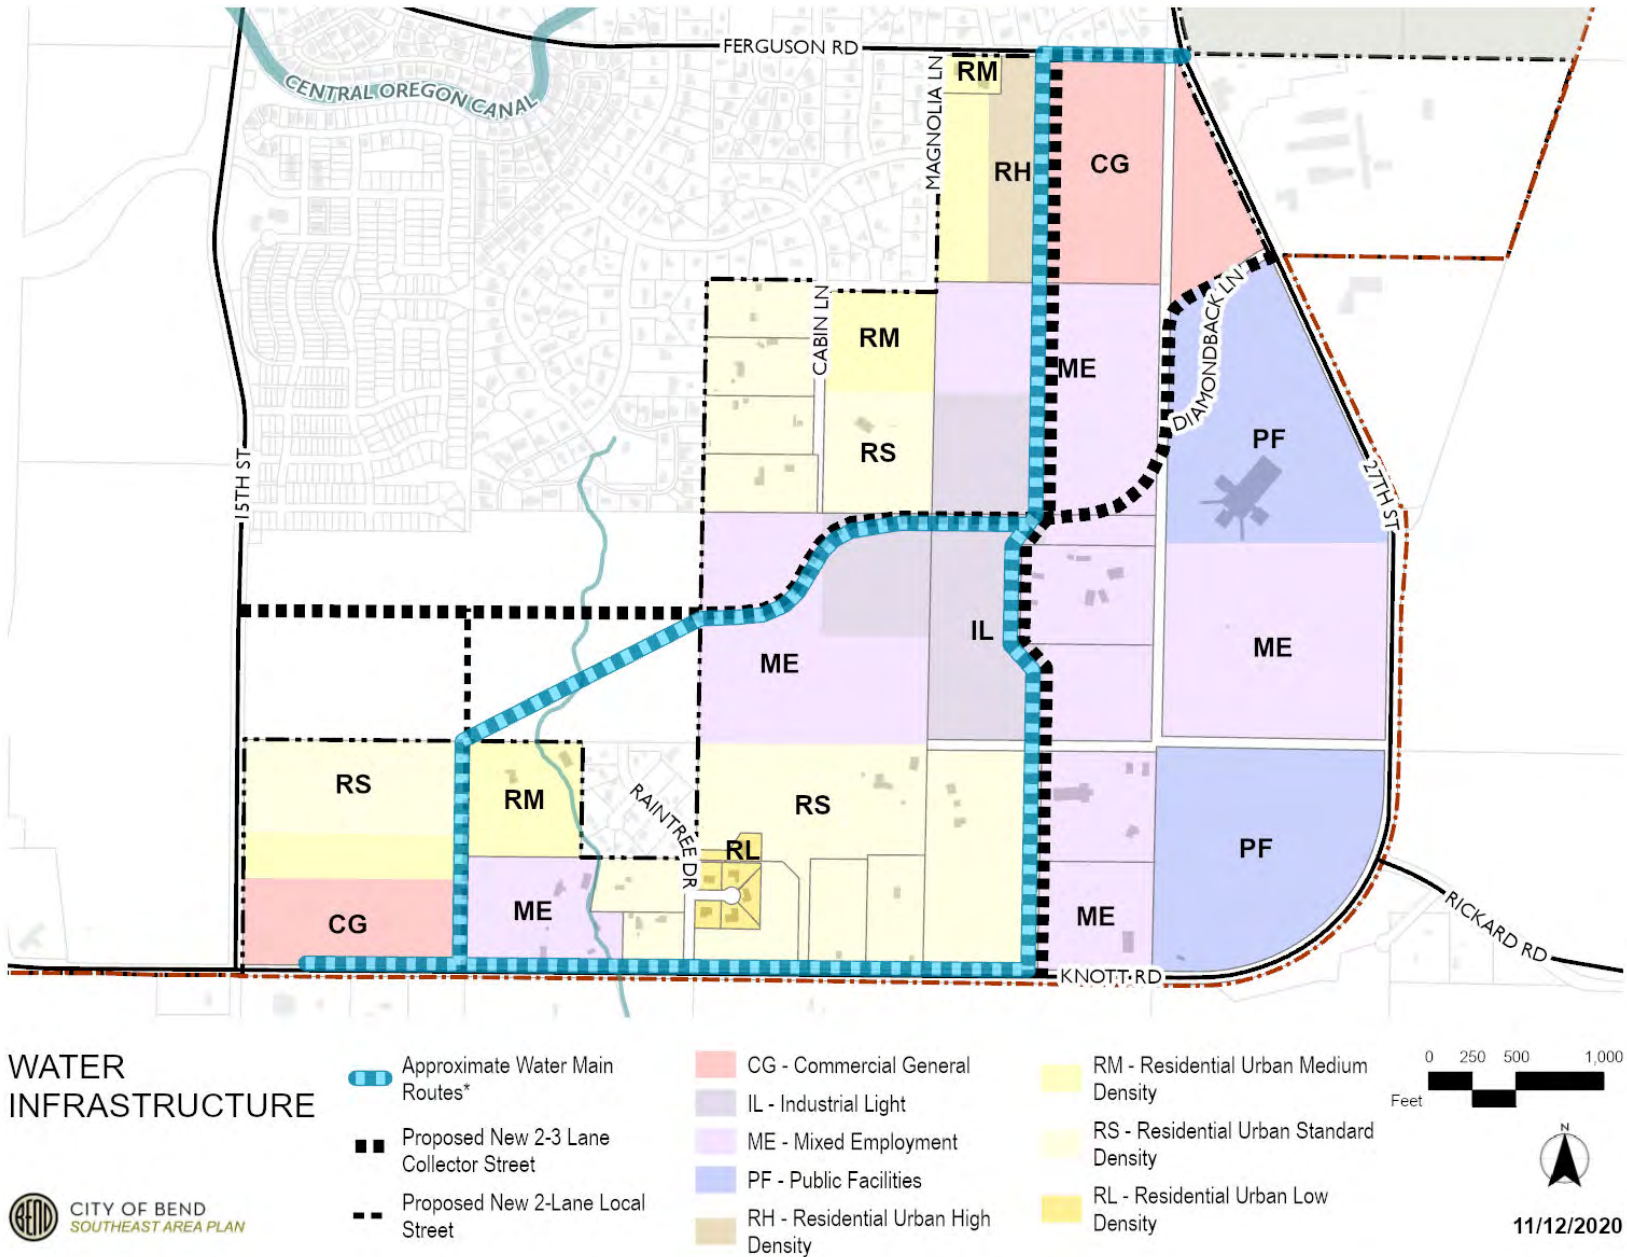 FERGUSON RD
CENTRAL OREGON CANAL
MAGNOLIA LN
RM
RH
CG
CABIN LN
RM
ME
DIAMONDBACK LN
PF
RS
15TH ST
27TH ST
IL
ME
ME
RS
RM
RAINTREE DR
RS
RL
PF
CG
ME
ME
RICKARD RD
KNOTT RD
WATER
INFRASTRUCTURE
BEND
CITY OF BEND
SOUTHEAST AREA PLAN
Approximate Water Main
Routes*
Proposed New 2-3 Lane
Collector Street
Proposed New 2-Lane Local
Street
CG - Commercial General
IL - Industrial Light
ME - Mixed Employment
PF - Public Facilities
RH - Residential Urban High
Density
RM - Residential Urban Medium
Density
RS - Residential Urban Standard
Density
RL - Residential Urban Low
Density
0 250 500 1,000
Feet
N
11/12/2020